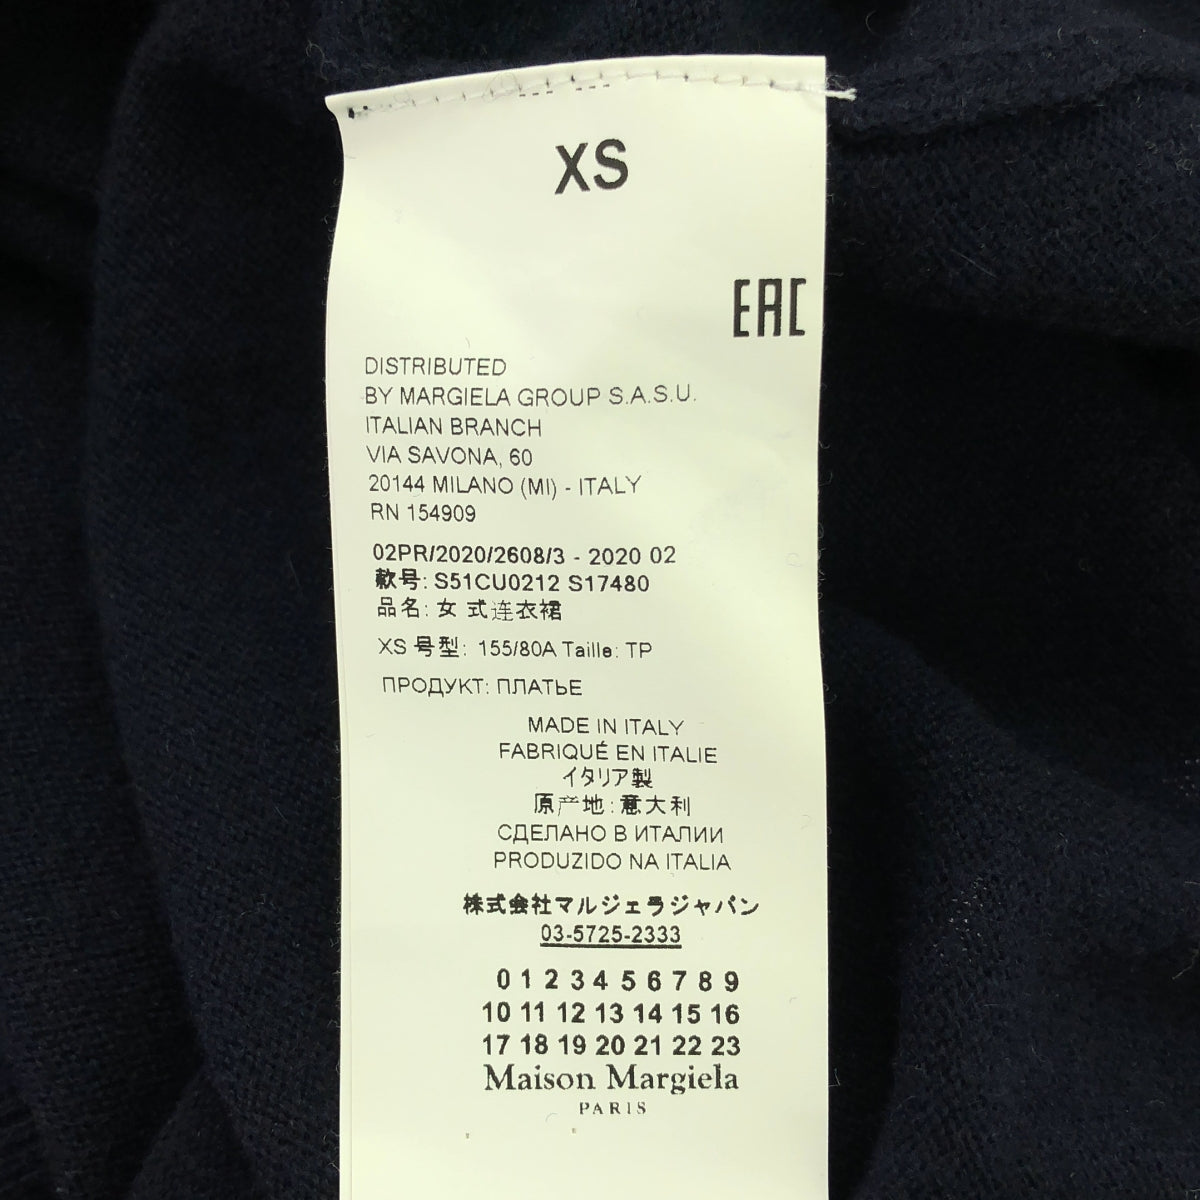 XS
EAC
DISTRIBUTED
BY MARGIELA GROUP S.A.S.U.
ITALIAN BRANCH
VIA SAVONA, 60
20144 MILANO (MI) - ITALY
RN 154909
02PR/2020/2608/3 - 2020 02
款号: S51CU0212 S17480
品名: 女 式连衣裙
XS 号型: 155/80A Taille: TP
ПРОДУКТ: ПЛАТЬЕ
MADE IN ITALY
FABRIQUÉ EN ITALIE
イタリア製
原产地: 意大利
СДЕЛАНО В ИТАЛИИ
PRODUZIDO NA ITALIA
株式会社マルジェラジャパン
03-5725-2333
0 1 2 3 4 5 6 7 8 9
10 11 12 13 14 15 16
17 18 19 20 21 22 23
Maison Margiela
PARIS